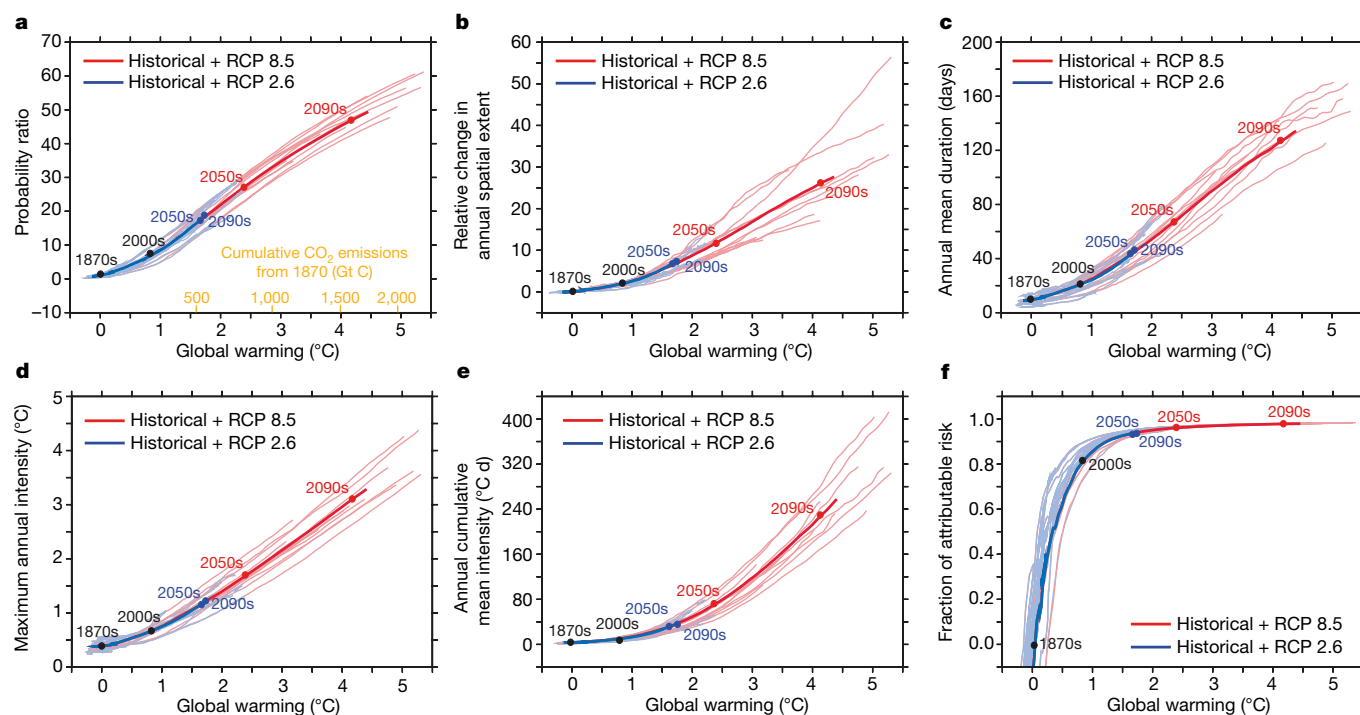 a
70
60
50
40
30
20
10
0
−10
Probability ratio
Historical + RCP 8.5
Historical + RCP 2.6
2090s
2050s
2050s
2090s
2000s
1870s
Cumulative CO2 emissions
from 1870 (Gt C)
500
1,000
1,500
2,000
0
1
2
3
4
5
Global warming (°C)
b
60
50
40
30
20
10
0
Relative change in
annual spatial extent
Historical + RCP 8.5
Historical + RCP 2.6
2090s
2050s
2050s
2090s
2000s
1870s
0
1
2
3
4
5
Global warming (°C)
c
200
160
120
80
40
0
Annual mean duration (days)
Historical + RCP 8.5
Historical + RCP 2.6
2090s
2050s
2050s
2090s
2000s
1870s
0
1
2
3
4
5
Global warming (°C)
d
5
4
3
2
1
0
Maximum annual intensity (°C)
Historical + RCP 8.5
Historical + RCP 2.6
2090s
2050s
2050s
2090s
2000s
1870s
0
1
2
3
4
5
Global warming (°C)
e
400
320
240
160
80
0
Annual cumulative
mean intensity (°C d)
Historical + RCP 8.5
Historical + RCP 2.6
2090s
2050s
2050s
2090s
2000s
1870s
0
1
2
3
4
5
Global warming (°C)
f
1.0
0.8
0.6
0.4
0.2
0.0
Fraction of attributable risk
2050s
2050s
2090s
2090s
2000s
1870s
Historical + RCP 8.5
Historical + RCP 2.6
0
1
2
3
4
5
Global warming (°C)